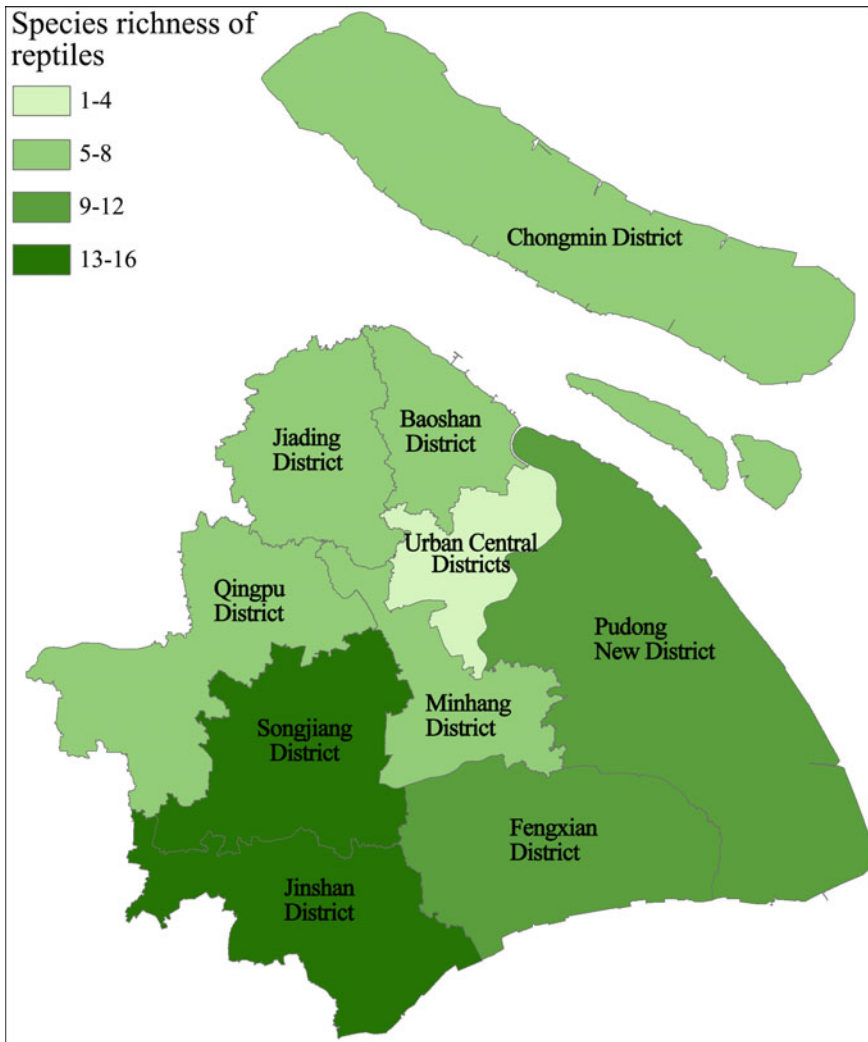 Species richness of
reptiles
1-4
5-8
9-12
13-16
Chongmin District
Baoshan
District
Jiading
District
Urban Central
Districts
Qingpu
District
Pudong
New District
Minhang
District
Songjiang
District
Fengxian
District
Jinshan
District